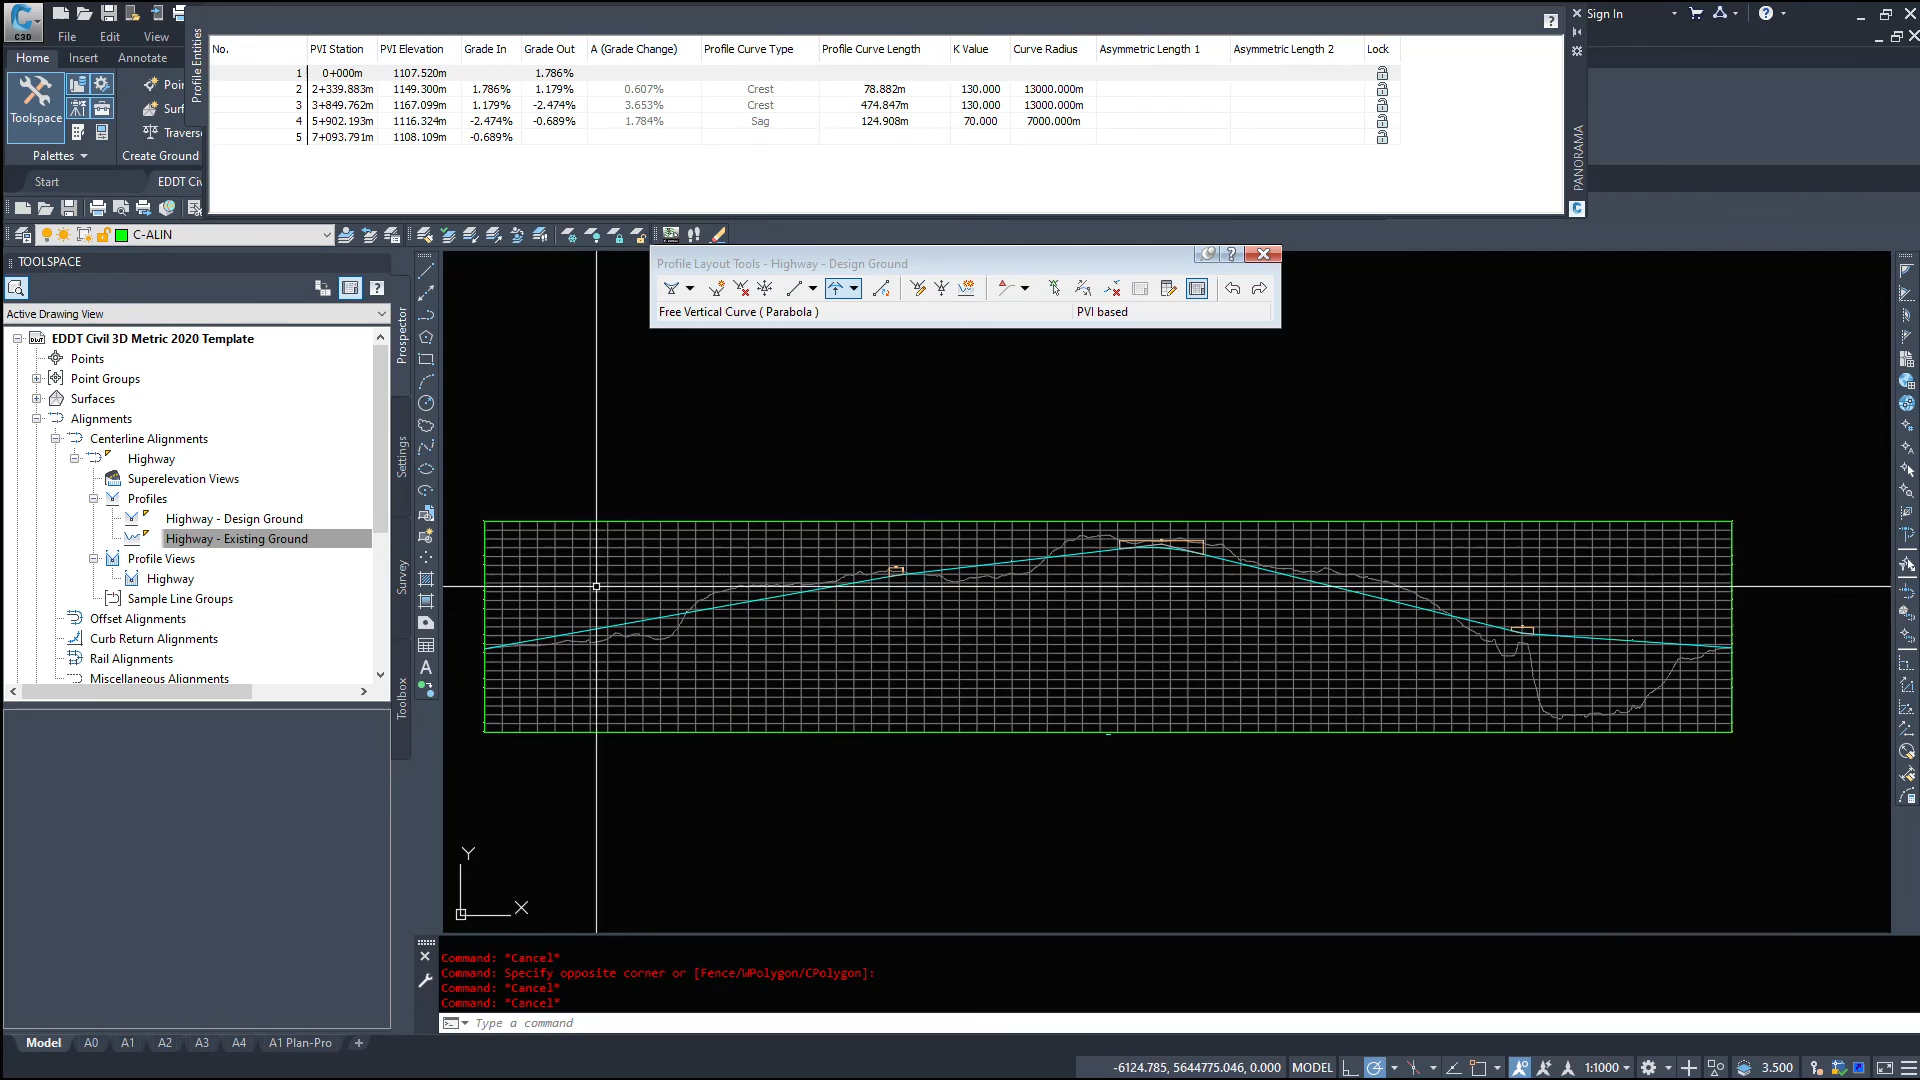 C3D
File
Edit
View
Sign In
Home
Insert
Annotate
Toolspace
Poin
Surf
Traverse
Palettes
Create Ground
Start
EDDT Civ
Profile Entities
PANORAMA
No.
PVI Station
PVI Elevation
Grade In
Grade Out
A (Grade Change)
Profile Curve Type
Profile Curve Length
K Value
Curve Radius
Asymmetric Length 1
Asymmetric Length 2
Lock
1 0+000m 1107.520m 1.786%
2 2+339.883m 1149.300m 1.786% 1.179% 0.607% Crest 78.882m 130.000 13000.000m
3 3+849.762m 1167.099m 1.179% -2.474% 3.653% Crest 474.847m 130.000 13000.000m
4 5+902.193m 1116.324m -2.474% -0.689% 1.784% Sag 124.908m 70.000 7000.000m
5 7+093.791m 1108.109m -0.689%
C-ALIN
Profile Layout Tools - Highway - Design Ground
Free Vertical Curve ( Parabola )
PVI based
TOOLSPACE
Active Drawing View
EDDT Civil 3D Metric 2020 Template
Points
Point Groups
Surfaces
Alignments
Centerline Alignments
Highway
Superelevation Views
Profiles
Highway - Design Ground
Highway - Existing Ground
Profile Views
Highway
Sample Line Groups
Offset Alignments
Curb Return Alignments
Rail Alignments
Miscellaneous Alignments
Prospector
Settings
Survey
Toolbox
Y
X
Command: *Cancel*
Command: Specify opposite corner or [Fence/WPolygon/CPolygon]:
Command: *Cancel*
Command: *Cancel*
Type a command
Model
A0
A1
A2
A3
A4
A1 Plan-Pro
+
-6124.785, 5644775.046, 0.000
MODEL
1:1000
3.500